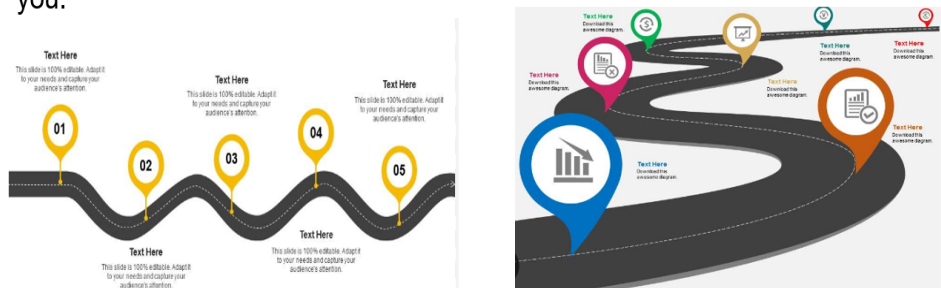 you.
Text Here
This slide is 100% editable. Adapt it
to your needs and capture your
audience's attention.
Text Here
This slide is 100% editable. Adapt it
to your needs and capture your
audience's attention.
Text Here
This slide is 100% editable. Adapt it
to your needs and capture your
audience's attention.
01
02
03
04
05
Text Here
This slide is 100% editable. Adapt it
to your needs and capture your
audience's attention.
Text Here
This slide is 100% editable. Adapt it
to your needs and capture your
audience's attention.
Text Here
Download this
awesome diagram.
Text Here
Download this
awesome diagram.
Text Here
Download this
awesome diagram.
Text Here
Download this
awesome diagram.
Text Here
Download this
awesome diagram.
Text Here
Download this
awesome diagram.
Text Here
Download this
awesome diagram.